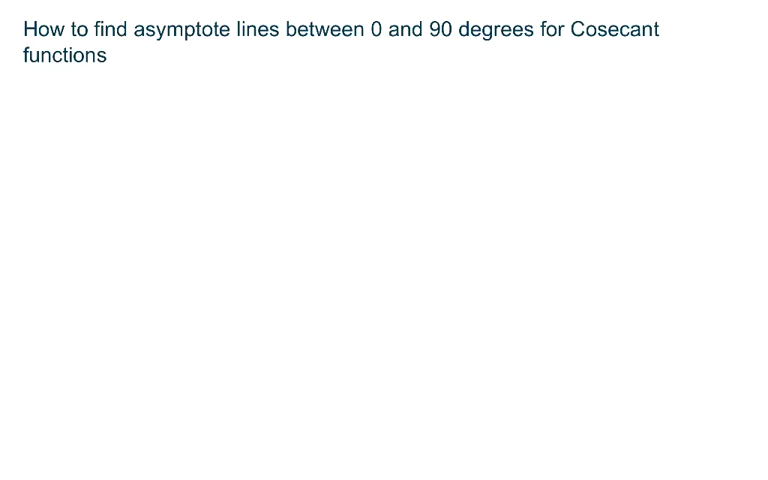 How to find asymptote lines between 0 and 90 degrees for Cosecant
functions